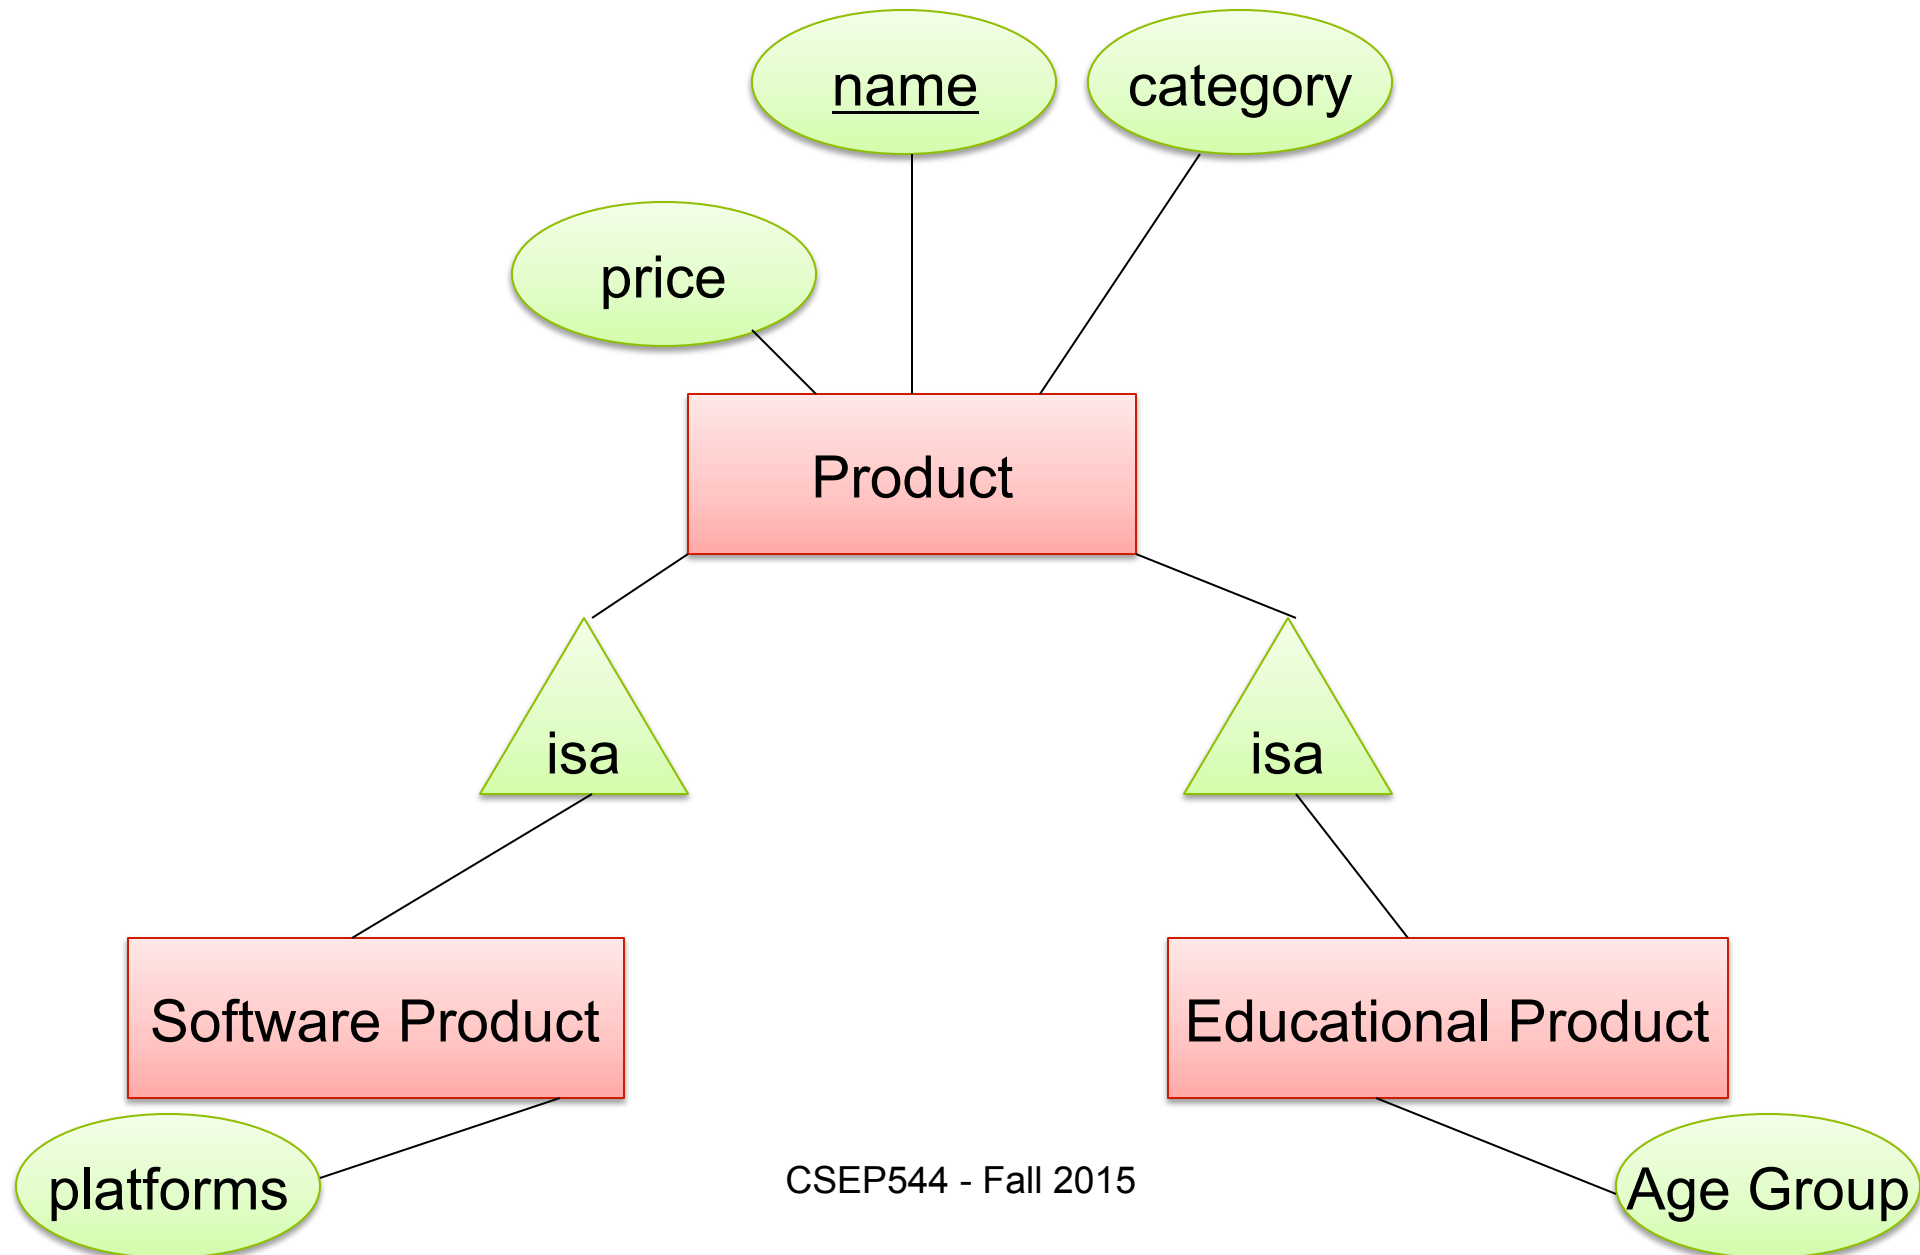 name
category
price
Product
isa
isa
Software Product
Educational Product
platforms
CSEP544 - Fall 2015
Age Group